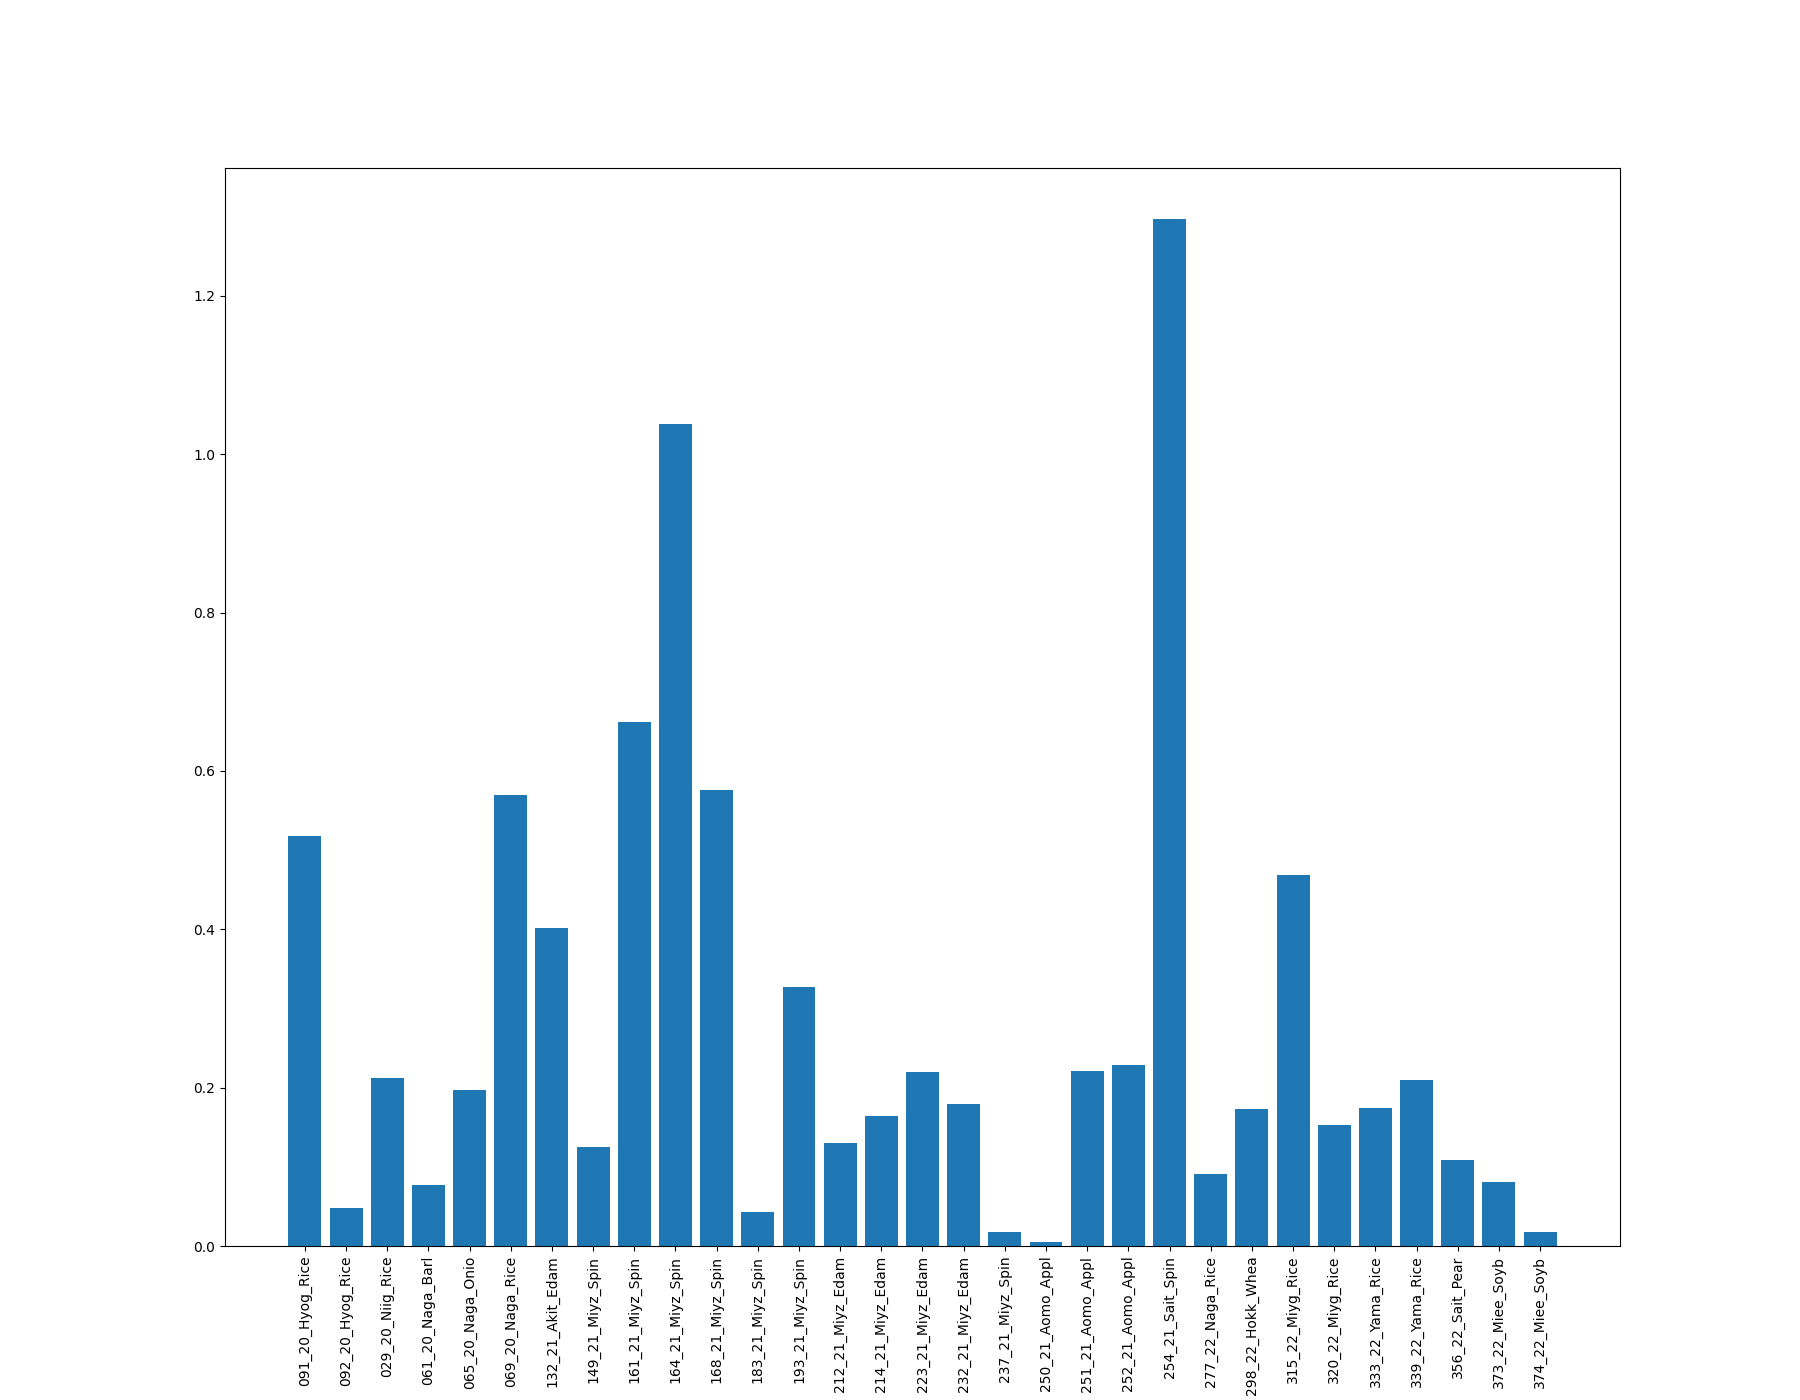 1.2
1.0
0.8
0.6
0.4
0.2
0.0
091_20_Hyog_Rice
092_20_Hyog_Rice
029_20_Niig_Rice
061_20_Naga_Barl
065_20_Naga_Onio
069_20_Naga_Rice
132_21_Akit_Edam
149_21_Miyz_Spin
161_21_Miyz_Spin
164_21_Miyz_Spin
168_21_Miyz_Spin
183_21_Miyz_Spin
193_21_Miyz_Spin
212_21_Miyz_Edam
214_21_Miyz_Edam
223_21_Miyz_Edam
232_21_Miyz_Edam
237_21_Miyz_Spin
250_21_Aomo_Appl
251_21_Aomo_Appl
252_21_Aomo_Appl
254_21_Sait_Spin
277_22_Naga_Rice
298_22_Hokk_Whea
315_22_Miyg_Rice
320_22_Miyg_Rice
333_22_Yama_Rice
339_22_Yama_Rice
356_22_Sait_Pear
373_22_Miee_Soyb
374_22_Miee_Soyb